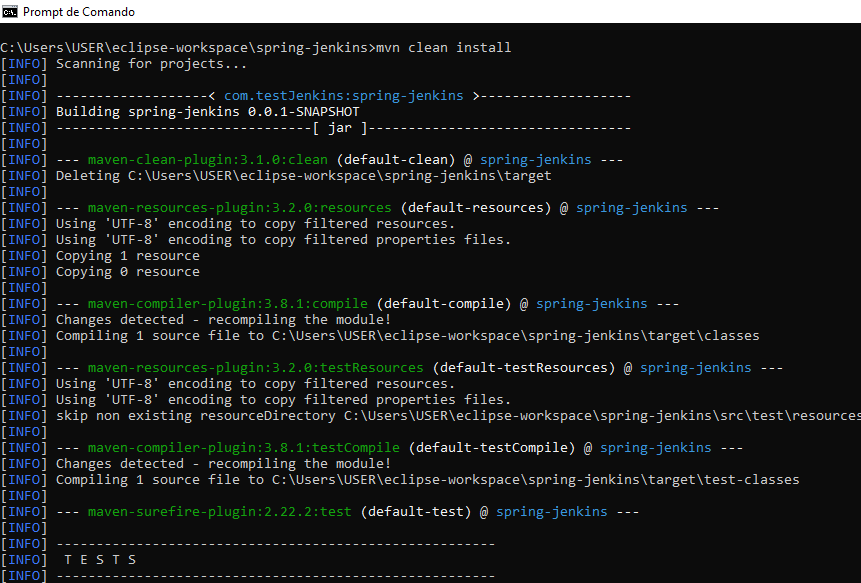 Prompt de Comando
C:\Users\USER\eclipse-workspace\spring-jenkins>mvn clean install
[INFO] Scanning for projects...
[INFO]
[INFO] -------------------< com.testJenkins:spring-jenkins >-------------------
[INFO] Building spring-jenkins 0.0.1-SNAPSHOT
[INFO] --------------------------------[ jar ]---------------------------------
[INFO]
[INFO] --- maven-clean-plugin:3.1.0:clean (default-clean) @ spring-jenkins ---
[INFO] Deleting C:\Users\USER\eclipse-workspace\spring-jenkins\target
[INFO]
[INFO] --- maven-resources-plugin:3.2.0:resources (default-resources) @ spring-jenkins ---
[INFO] Using 'UTF-8' encoding to copy filtered resources.
[INFO] Using 'UTF-8' encoding to copy filtered properties files.
[INFO] Copying 1 resource
[INFO] Copying 0 resource
[INFO]
[INFO] --- maven-compiler-plugin:3.8.1:compile (default-compile) @ spring-jenkins ---
[INFO] Changes detected - recompiling the module!
[INFO] Compiling 1 source file to C:\Users\USER\eclipse-workspace\spring-jenkins\target\classes
[INFO]
[INFO] --- maven-resources-plugin:3.2.0:testResources (default-testResources) @ spring-jenkins ---
[INFO] Using 'UTF-8' encoding to copy filtered resources.
[INFO] Using 'UTF-8' encoding to copy filtered properties files.
[INFO] skip non existing resourceDirectory C:\Users\USER\eclipse-workspace\spring-jenkins\src\test\resources
[INFO]
[INFO] --- maven-compiler-plugin:3.8.1:testCompile (default-testCompile) @ spring-jenkins ---
[INFO] Changes detected - recompiling the module!
[INFO] Compiling 1 source file to C:\Users\USER\eclipse-workspace\spring-jenkins\target\test-classes
[INFO]
[INFO] --- maven-surefire-plugin:2.22.2:test (default-test) @ spring-jenkins ---
[INFO]
[INFO] -------------------------------------------------------
[INFO]  T E S T S
[INFO] -------------------------------------------------------